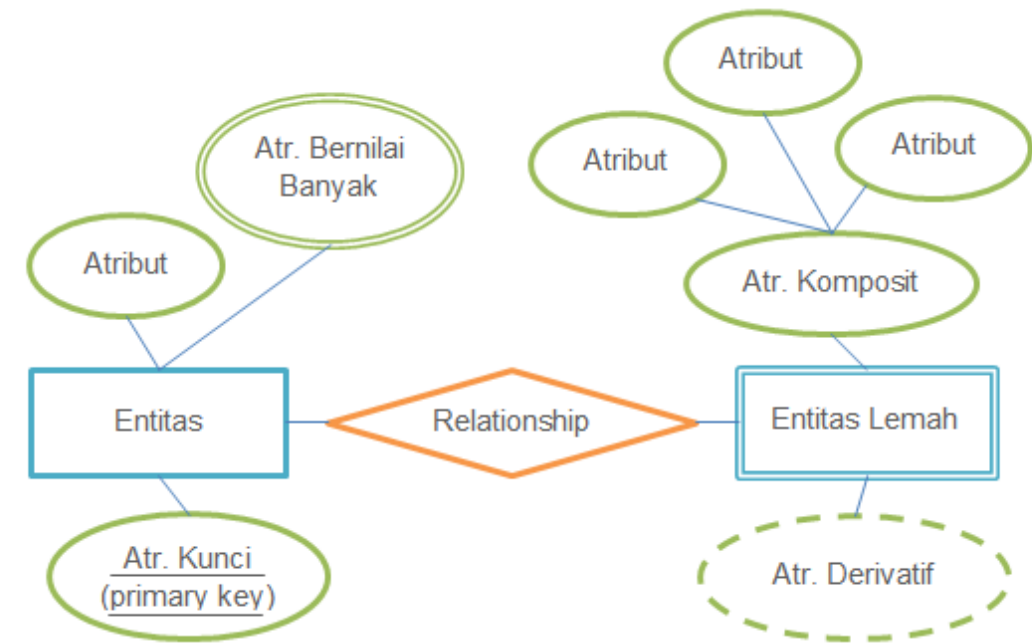 Atribut
Atr. Bernilai
Banyak
Atribut
Atribut
Atribut
Atribut
Atr. Komposit
Entitas
Relationship
Entitas Lemah
Atr. Kunci
(primary key)
Atr. Derivatif